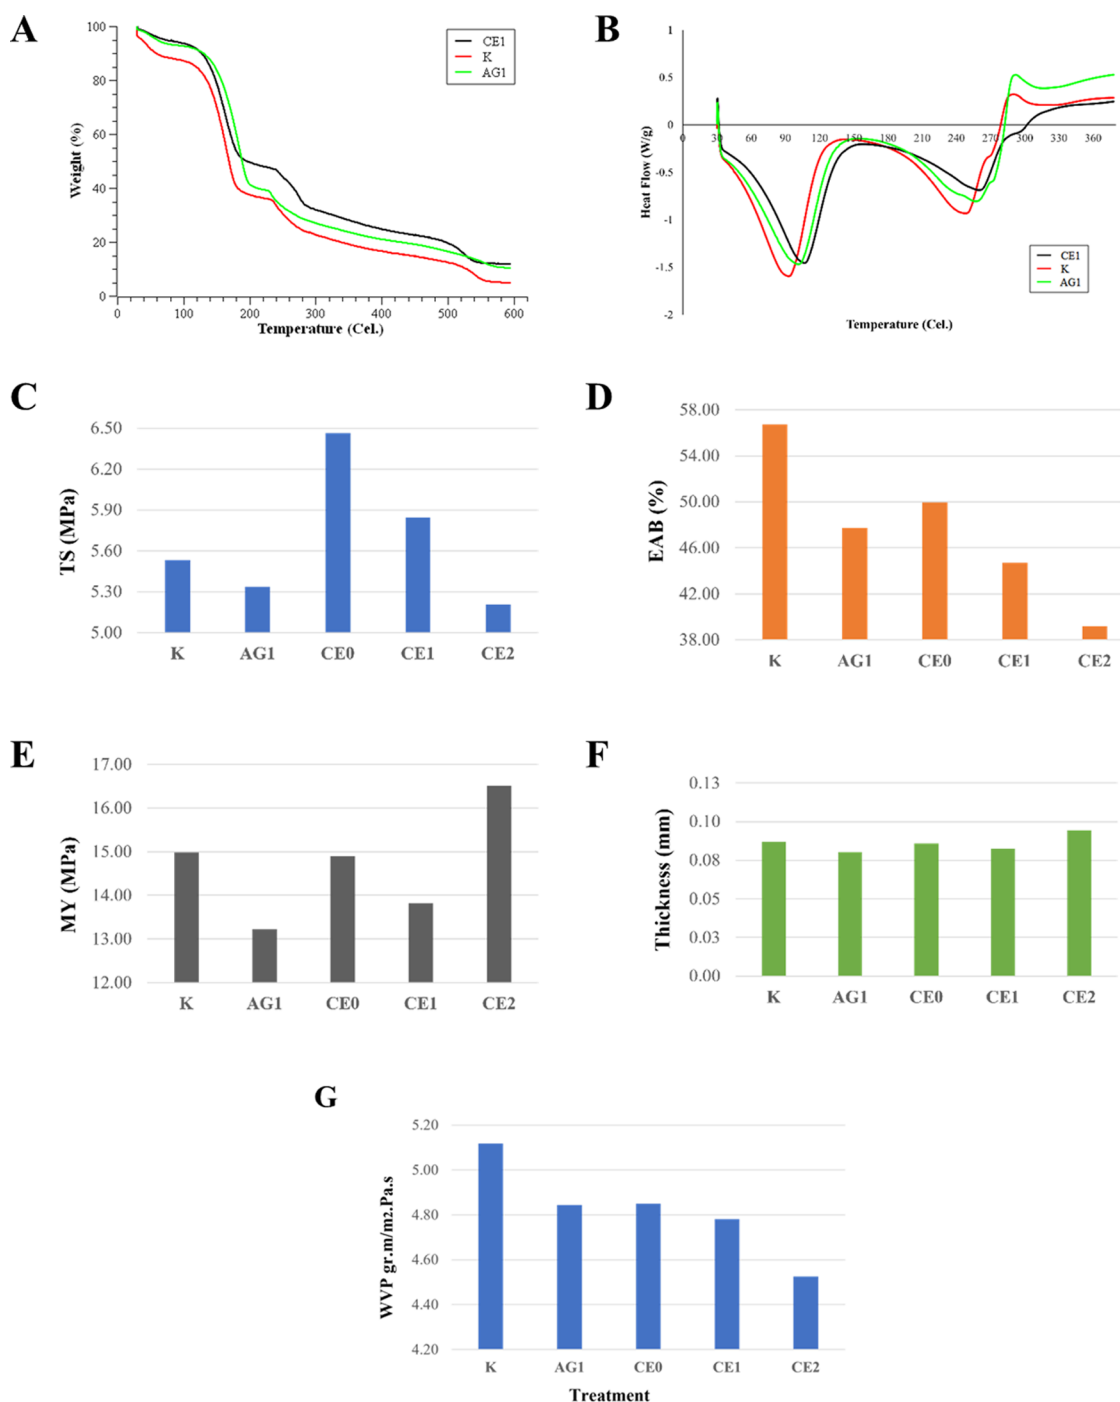 A
100
80
60
40
20
0
0 100 200 300 400 500 600
Weight (%)
Temperature (Cel.)
CE1
K
AG1
B
1
0.5
0
-0.5
-1
-1.5
-2
0 30 60 90 120 150 180 210 240 270 300 330 360
Heat Flow (W/g)
Temperature (Cel.)
CE1
K
AG1
C
6.50
6.20
5.90
5.60
5.30
5.00
TS (MPa)
K AG1 CE0 CE1 CE2
D
58.00
54.00
50.00
46.00
42.00
38.00
EAB (%)
K AG1 CE0 CE1 CE2
E
17.00
16.00
15.00
14.00
13.00
12.00
MY (MPa)
K AG1 CE0 CE1 CE2
F
0.13
0.10
0.08
0.05
0.03
0.00
Thickness (mm)
K AG1 CE0 CE1 CE2
G
5.20
5.00
4.80
4.60
4.40
4.20
WVP gr.m/m2.Pa.s
K AG1 CE0 CE1 CE2
Treatment